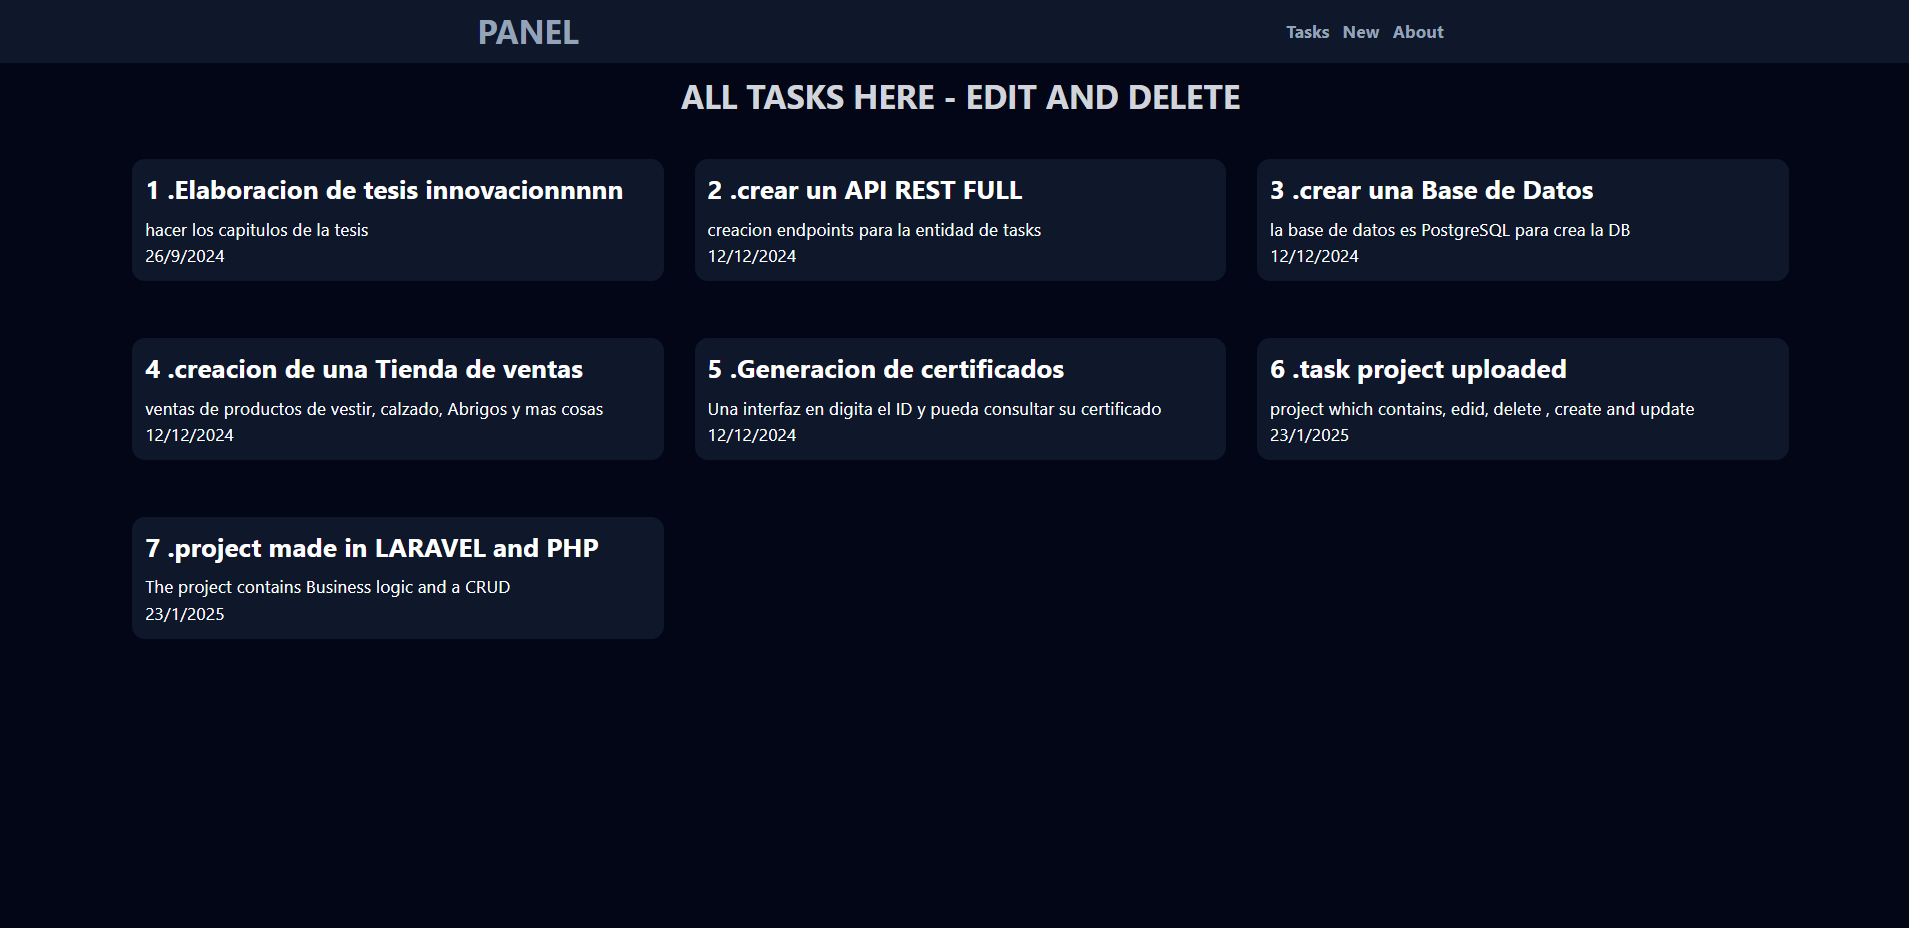 PANEL
Tasks New About
ALL TASKS HERE - EDIT AND DELETE
1 .Elaboracion de tesis innovacionnnnn
hacer los capitulos de la tesis
26/9/2024
2 .crear un API REST FULL
creacion endpoints para la entidad de tasks
12/12/2024
3 .crear una Base de Datos
la base de datos es PostgreSQL para crea la DB
12/12/2024
4 .creacion de una Tienda de ventas
ventas de productos de vestir, calzado, Abrigos y mas cosas
12/12/2024
5 .Generacion de certificados
Una interfaz en digita el ID y pueda consultar su certificado
12/12/2024
6 .task project uploaded
project which contains, edid, delete , create and update
23/1/2025
7 .project made in LARAVEL and PHP
The project contains Business logic and a CRUD
23/1/2025